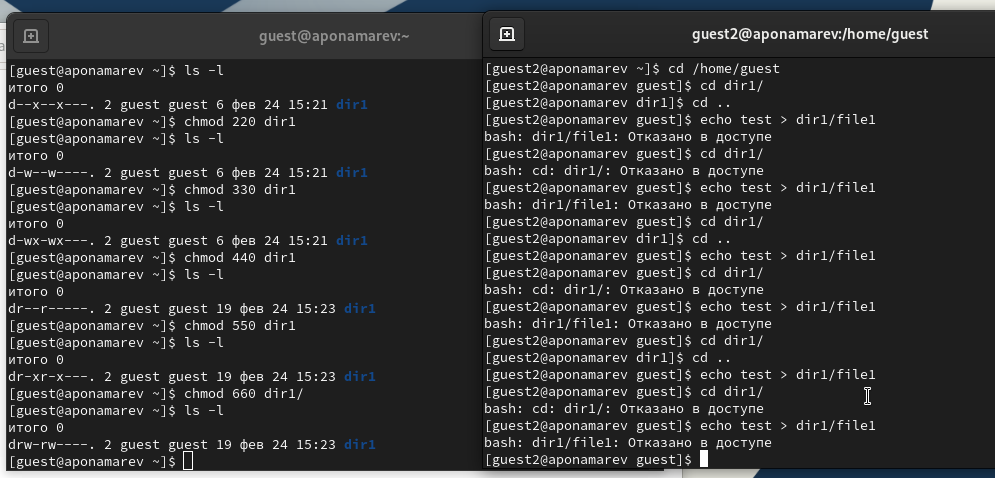 guest@aponamarev:~
[guest@aponamarev ~]$ ls -l
итого 0
d--x--x---. 2 guest guest 6 фев 24 15:21 dir1
[guest@aponamarev ~]$ chmod 220 dir1
[guest@aponamarev ~]$ ls -l
итого 0
d-w--w----. 2 guest guest 6 фев 24 15:21 dir1
[guest@aponamarev ~]$ chmod 330 dir1
[guest@aponamarev ~]$ ls -l
итого 0
d-wx-wx---. 2 guest guest 6 фев 24 15:21 dir1
[guest@aponamarev ~]$ chmod 440 dir1
[guest@aponamarev ~]$ ls -l
итого 0
dr--r-----. 2 guest guest 19 фев 24 15:23 dir1
[guest@aponamarev ~]$ chmod 550 dir1
[guest@aponamarev ~]$ ls -l
итого 0
dr-xr-x---. 2 guest guest 19 фев 24 15:23 dir1
[guest@aponamarev ~]$ chmod 660 dir1/
[guest@aponamarev ~]$ ls -l
итого 0
drw-rw----. 2 guest guest 19 фев 24 15:23 dir1
[guest@aponamarev ~]$
guest2@aponamarev:/home/guest
[guest2@aponamarev ~]$ cd /home/guest
[guest2@aponamarev guest]$ cd dir1/
[guest2@aponamarev dir1]$ cd ..
[guest2@aponamarev guest]$ echo test > dir1/file1
bash: dir1/file1: Отказано в доступе
[guest2@aponamarev guest]$ cd dir1/
bash: cd: dir1/: Отказано в доступе
[guest2@aponamarev guest]$ echo test > dir1/file1
bash: dir1/file1: Отказано в доступе
[guest2@aponamarev guest]$ cd dir1/
[guest2@aponamarev dir1]$ cd ..
[guest2@aponamarev guest]$ echo test > dir1/file1
[guest2@aponamarev guest]$ cd dir1/
bash: cd: dir1/: Отказано в доступе
[guest2@aponamarev guest]$ echo test > dir1/file1
bash: dir1/file1: Отказано в доступе
[guest2@aponamarev guest]$ cd dir1/
[guest2@aponamarev dir1]$ cd ..
[guest2@aponamarev guest]$ echo test > dir1/file1
[guest2@aponamarev guest]$ cd dir1/
bash: cd: dir1/: Отказано в доступе
[guest2@aponamarev guest]$ echo test > dir1/file1
bash: dir1/file1: Отказано в доступе
[guest2@aponamarev guest]$